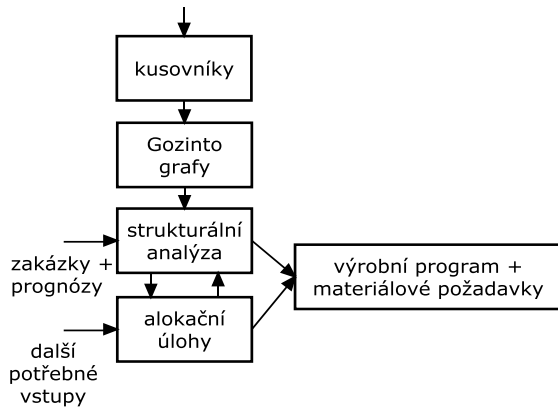 kusovníky
Gozinto
grafy
strukturální
analýza
zakázky +
prognózy
výrobní program +
materiálové požadavky
alokační
úlohy
další
potřebné
vstupy